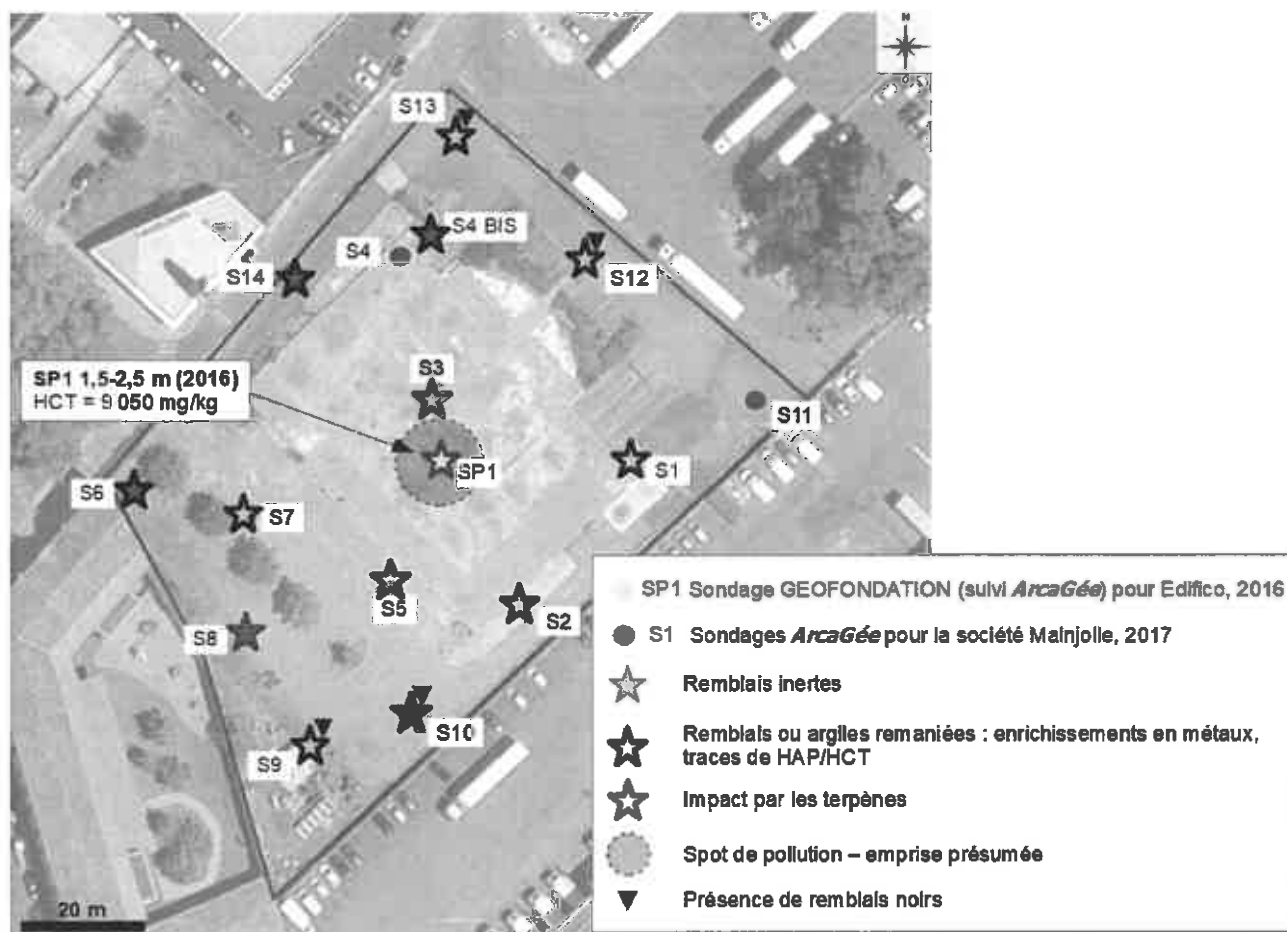 N
O
S13
S4 BIS
S4
S14
S12
SP1 1,5-2,5 m (2016)
HCT = 9 050 mg/kg
S3
S11
SP1
S1
S6
S7
S5
S2
S8
S10
S9
20 m
SP1 Sondage GEOFONDATION (suivi ArcaGée) pour Edifico, 2016
S1 Sondages ArcaGée pour la société Mainjolle, 2017
Remblais inertes
Remblais ou argiles remaniées : enrichissements en métaux,
traces de HAP/HCT
Impact par les terpènes
Spot de pollution – emprise présumée
Présence de remblais noirs